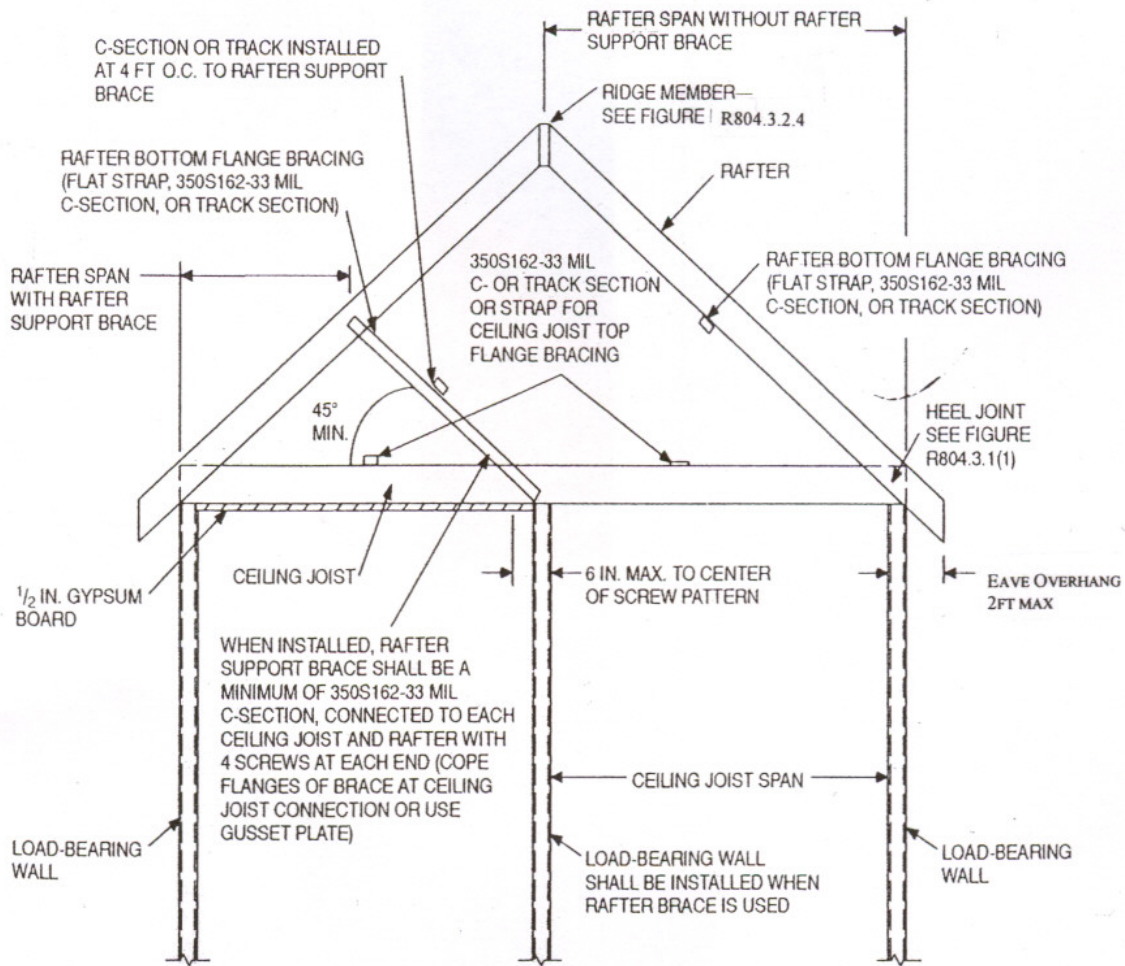 RAFTER SPAN WITHOUT RAFTER
SUPPORT BRACE
C-SECTION OR TRACK INSTALLED
AT 4 FT O.C. TO RAFTER SUPPORT
BRACE
RIDGE MEMBER—
SEE FIGURE R804.3.2.4
RAFTER BOTTOM FLANGE BRACING
(FLAT STRAP, 350S162-33 MIL
C-SECTION, OR TRACK SECTION)
RAFTER
350S162-33 MIL
C- OR TRACK SECTION
OR STRAP FOR
CEILING JOIST TOP
FLANGE BRACING
RAFTER BOTTOM FLANGE BRACING
(FLAT STRAP, 350S162-33 MIL
C-SECTION, OR TRACK SECTION)
RAFTER SPAN
WITH RAFTER
SUPPORT BRACE
45°
MIN.
HEEL JOINT
SEE FIGURE
R804.3.1(1)
CEILING JOIST
6 IN. MAX. TO CENTER
OF SCREW PATTERN
EAVE OVERHANG
2FT MAX
1/2 IN. GYPSUM
BOARD
WHEN INSTALLED, RAFTER
SUPPORT BRACE SHALL BE A
MINIMUM OF 350S162-33 MIL
C-SECTION, CONNECTED TO EACH
CEILING JOIST AND RAFTER WITH
4 SCREWS AT EACH END (COPE
FLANGES OF BRACE AT CEILING
JOIST CONNECTION OR USE
GUSSET PLATE)
CEILING JOIST SPAN
LOAD-BEARING
WALL
LOAD-BEARING WALL
SHALL BE INSTALLED WHEN
RAFTER BRACE IS USED
LOAD-BEARING
WALL